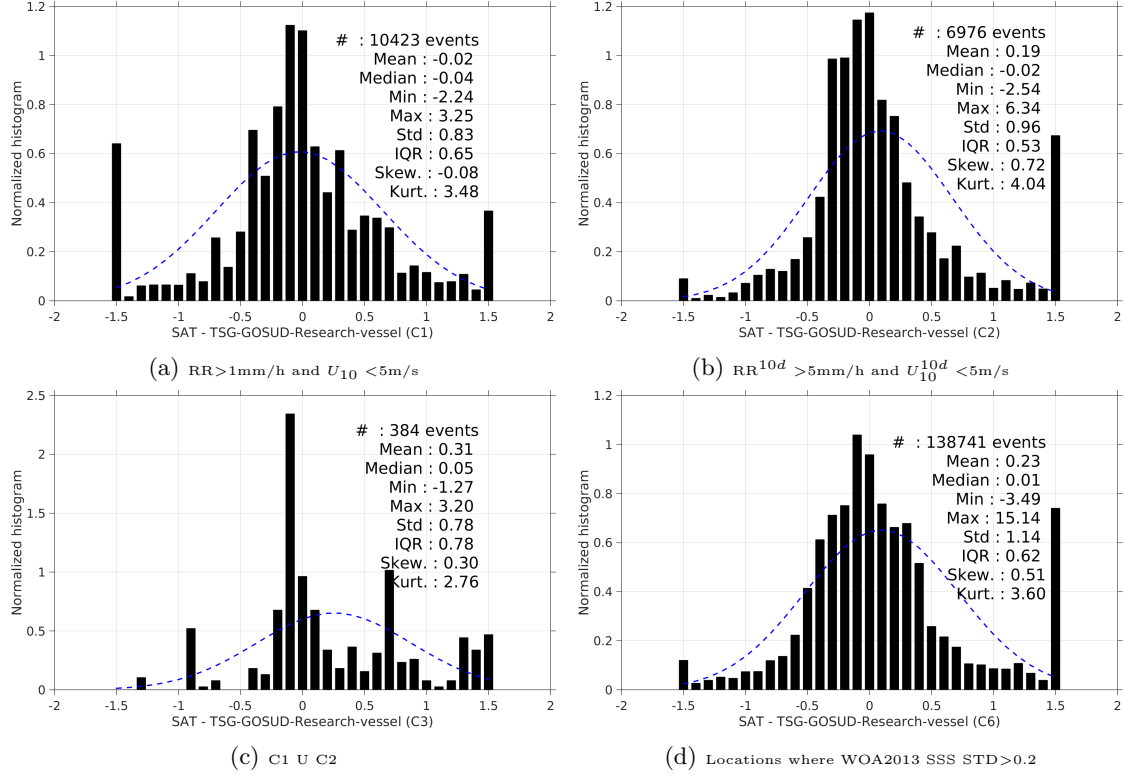 1.2
1
0.8
0.6
0.4
0.2
0
Normalized histogram
-2 -1.5 -1 -0.5 0 0.5 1 1.5 2
SAT - TSG-GOSUD-Research-vessel (C1)
# : 10423 events
Mean : -0.02
Median : -0.04
Min : -2.24
Max : 3.25
Std : 0.83
IQR : 0.65
Skew. : -0.08
Kurt. : 3.48
(a) RR>1mm/h and U10 <5m/s
1.2
1
0.8
0.6
0.4
0.2
0
Normalized histogram
-2 -1.5 -1 -0.5 0 0.5 1 1.5 2
SAT - TSG-GOSUD-Research-vessel (C2)
# : 6976 events
Mean : 0.19
Median : -0.02
Min : -2.54
Max : 6.34
Std : 0.96
IQR : 0.53
Skew. : 0.72
Kurt. : 4.04
(b) RR^10d >5mm/h and U10^10d <5m/s
2.5
2
1.5
1
0.5
0
Normalized histogram
-2 -1.5 -1 -0.5 0 0.5 1 1.5 2
SAT - TSG-GOSUD-Research-vessel (C3)
# : 384 events
Mean : 0.31
Median : 0.05
Min : -1.27
Max : 3.20
Std : 0.78
IQR : 0.78
Skew. : 0.30
Kurt. : 2.76
(c) C1 U C2
1.2
1
0.8
0.6
0.4
0.2
0
Normalized histogram
-2 -1.5 -1 -0.5 0 0.5 1 1.5 2
SAT - TSG-GOSUD-Research-vessel (C6)
# : 138741 events
Mean : 0.23
Median : 0.01
Min : -3.49
Max : 15.14
Std : 1.14
IQR : 0.62
Skew. : 0.51
Kurt. : 3.60
(d) Locations where WOA2013 SSS STD>0.2